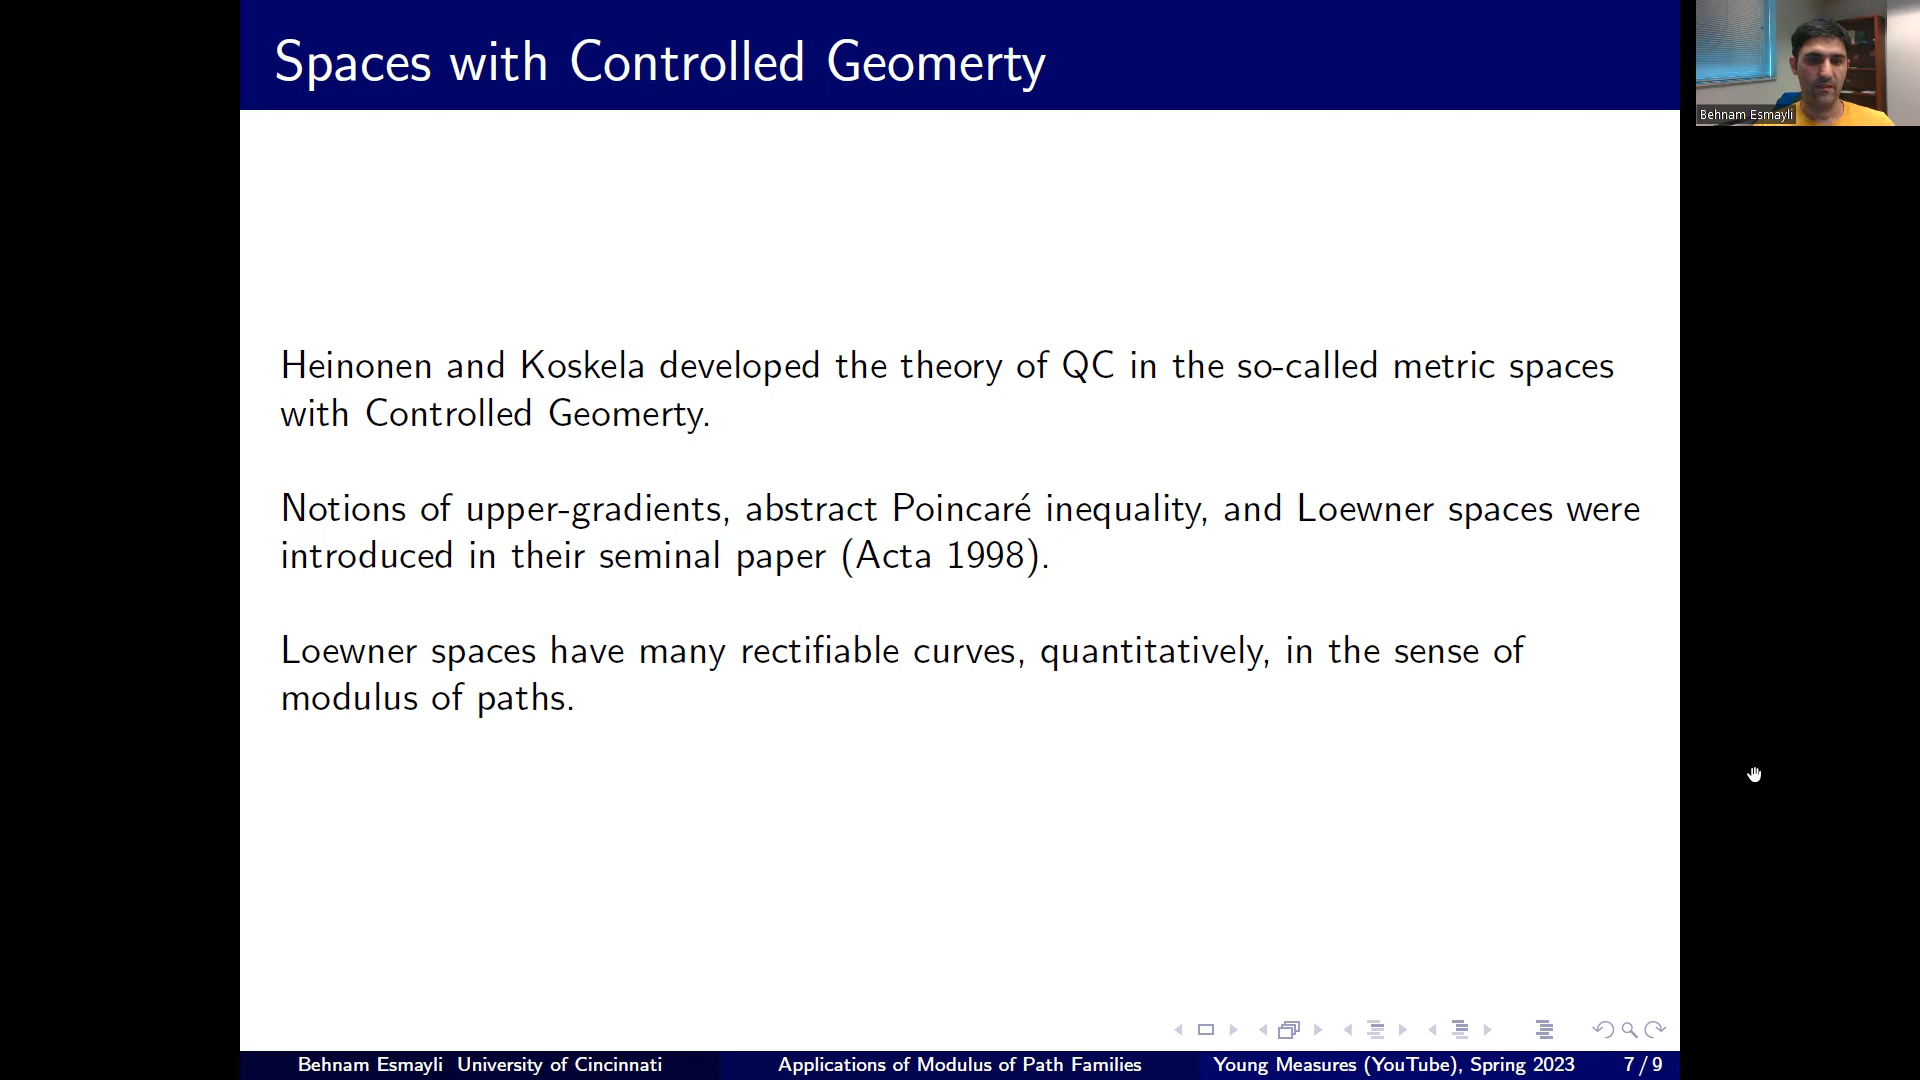 Spaces with Controlled Geomerty
Behnam Esmayli
Heinonen and Koskela developed the theory of QC in the so-called metric spaces
with Controlled Geomerty.
Notions of upper-gradients, abstract Poincaré inequality, and Loewner spaces were
introduced in their seminal paper (Acta 1998).
Loewner spaces have many rectifiable curves, quantitatively, in the sense of
modulus of paths.
Behnam Esmayli University of Cincinnati Applications of Modulus of Path Families Young Measures (YouTube), Spring 2023 7 / 9